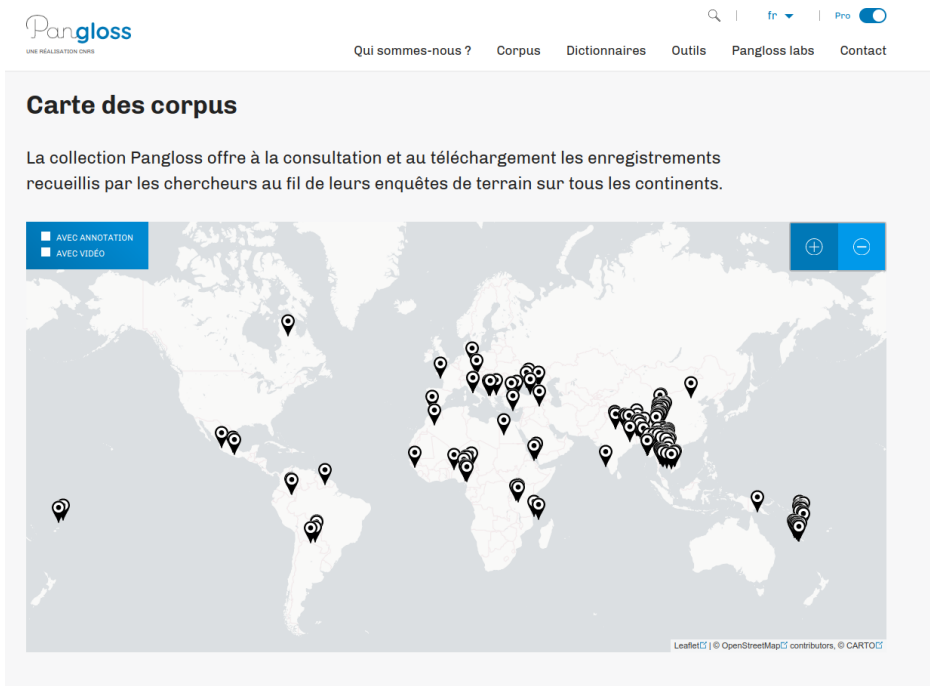 Pangloss
UNE RÉALISATION CNRS
fr
Pro
Qui sommes-nous ? Corpus Dictionnaires Outils Pangloss labs Contact
Carte des corpus
La collection Pangloss offre à la consultation et au téléchargement les enregistrements
recueillis par les chercheurs au fil de leurs enquêtes de terrain sur tous les continents.
AVEC ANNOTATION
AVEC VIDÉO
Leaflet | © OpenStreetMap contributors, © CARTO